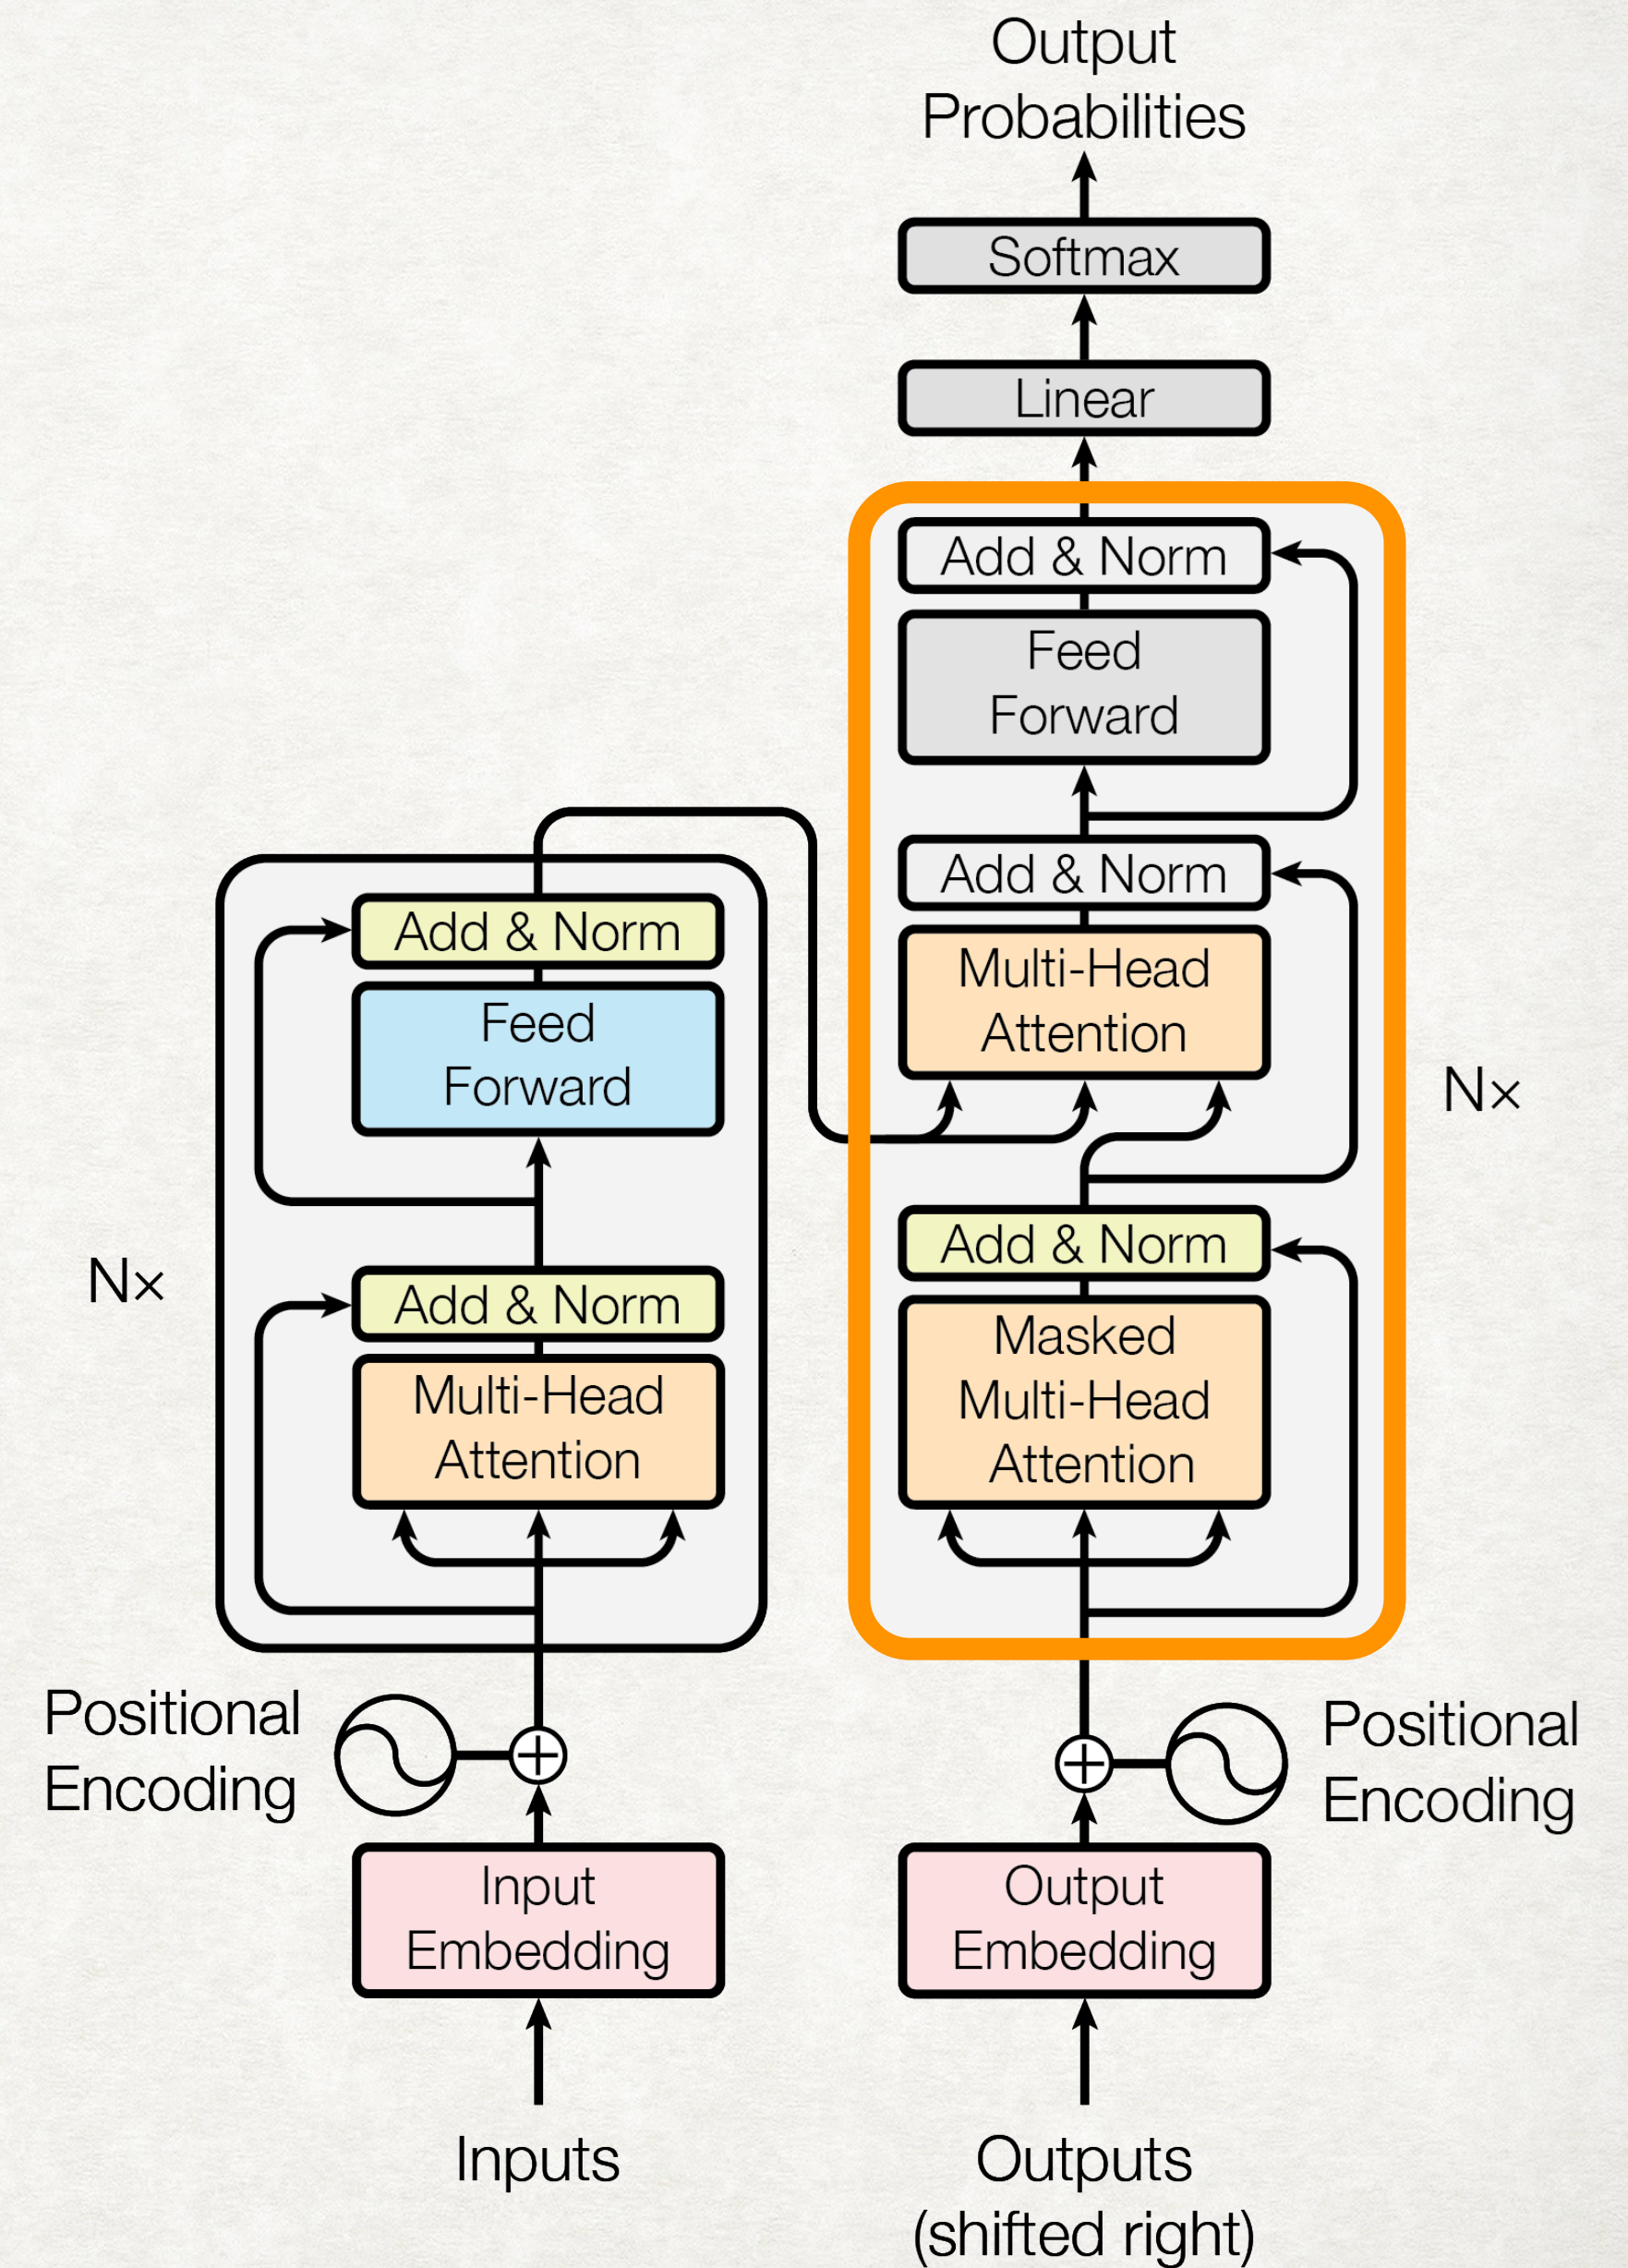 Output
Probabilities
Softmax
Linear
Add & Norm
Feed
Forward
Add & Norm
Multi-Head
Attention
Nx
Add & Norm
Masked
Multi-Head
Attention
Add & Norm
Feed
Forward
Nx
Add & Norm
Multi-Head
Attention
Positional
Encoding
Positional
Encoding
Input
Embedding
Output
Embedding
Inputs
Outputs
(shifted right)